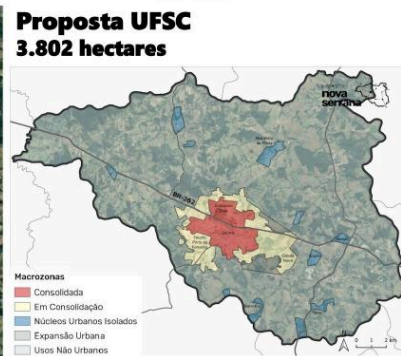 Proposta UFSC
3.802 hectares
nova
serrana
BR-262
Macrozonas
Consolidada
Em Consolidação
Núcleos Urbanos Isolados
Expansão Urbana
Usos Não Urbanos
N
0 1 2 km